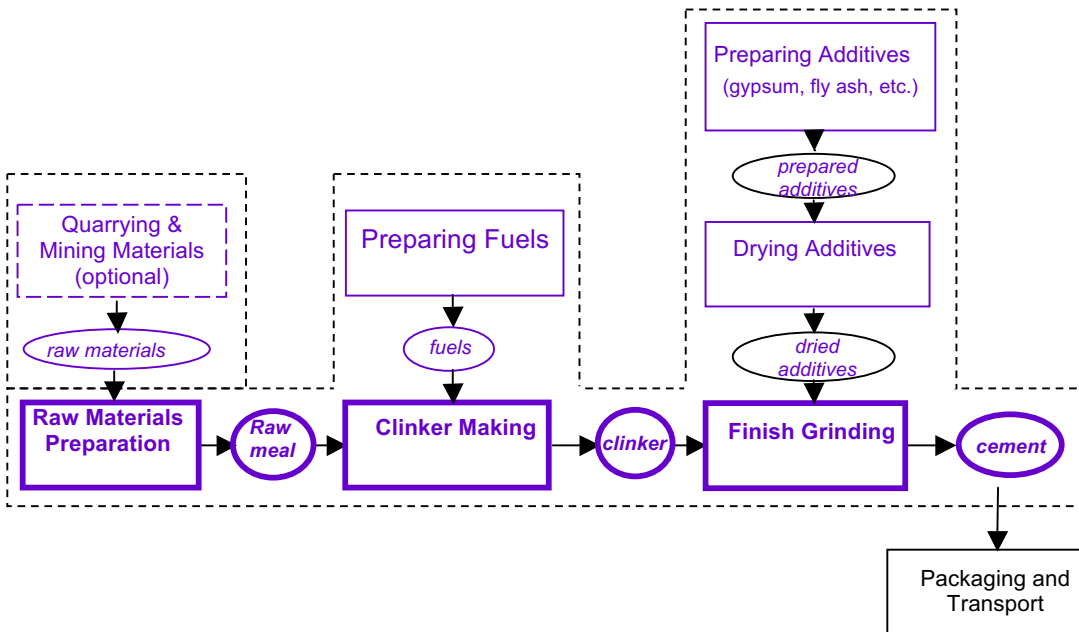 Preparing Additives
(gypsum, fly ash, etc.)
prepared
additives
Quarrying &
Mining Materials
(optional)
Preparing Fuels
Drying Additives
raw materials
fuels
dried
additives
Raw Materials
Preparation
Raw
meal
Clinker Making
clinker
Finish Grinding
cement
Packaging and
Transport